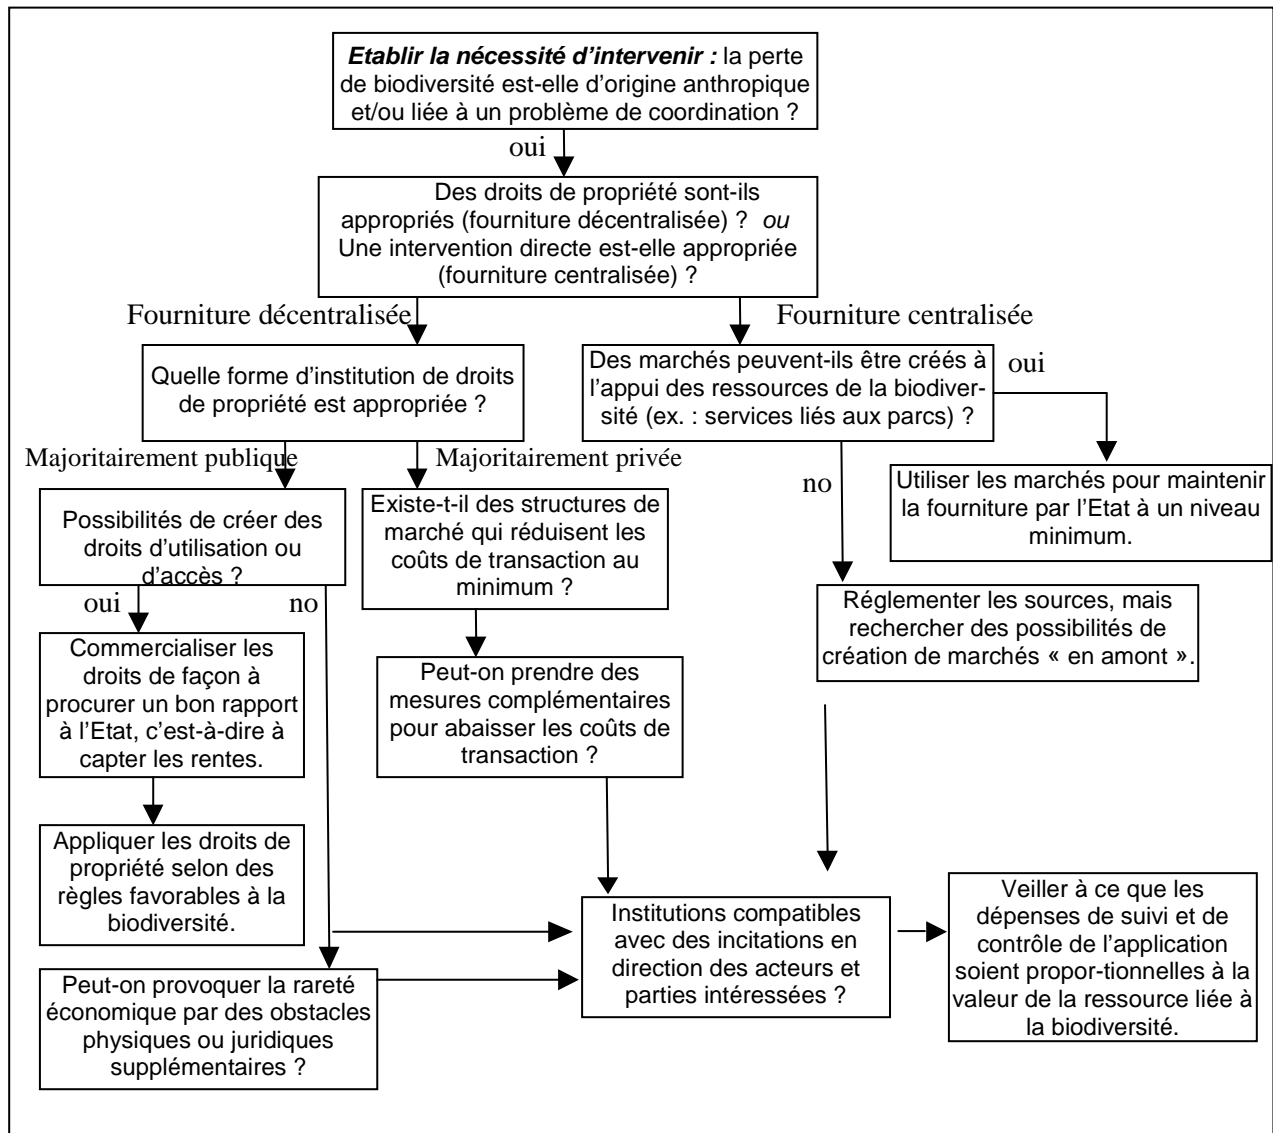 Etablir la nécessité d'intervenir : la perte
de biodiversité est-elle d'origine anthropique
et/ou liée à un problème de coordination ?
oui
Des droits de propriété sont-ils
appropriés (fourniture décentralisée) ? ou
Une intervention directe est-elle appropriée
(fourniture centralisée) ?
Fourniture décentralisée
Fourniture centralisée
Quelle forme d'institution de droits
de propriété est appropriée ?
Des marchés peuvent-ils être créés à
l'appui des ressources de la biodiver-
sité (ex. : services liés aux parcs) ?
oui
Majoritairement publique
Majoritairement privée
no
Utiliser les marchés pour maintenir
la fourniture par l'Etat à un niveau
minimum.
Possibilités de créer des
droits d'utilisation ou
d'accès ?
Existe-t-il des structures de
marché qui réduisent les
coûts de transaction au
minimum ?
oui
no
Réglementer les sources, mais
rechercher des possibilités de
création de marchés « en amont ».
Commercialiser les
droits de façon à
procurer un bon rapport
à l'Etat, c'est-à-dire à
capter les rentes.
Peut-on prendre des
mesures complémentaires
pour abaisser les coûts de
transaction ?
Appliquer les droits de
propriété selon des
règles favorables à la
biodiversité.
Institutions compatibles
avec des incitations en
direction des acteurs et
parties intéressées ?
Veiller à ce que les
dépenses de suivi et de
contrôle de l'application
soient propor-tionnelles à la
valeur de la ressource liée à
la biodiversité.
Peut-on provoquer la rareté
économique par des obstacles
physiques ou juridiques
supplémentaires ?